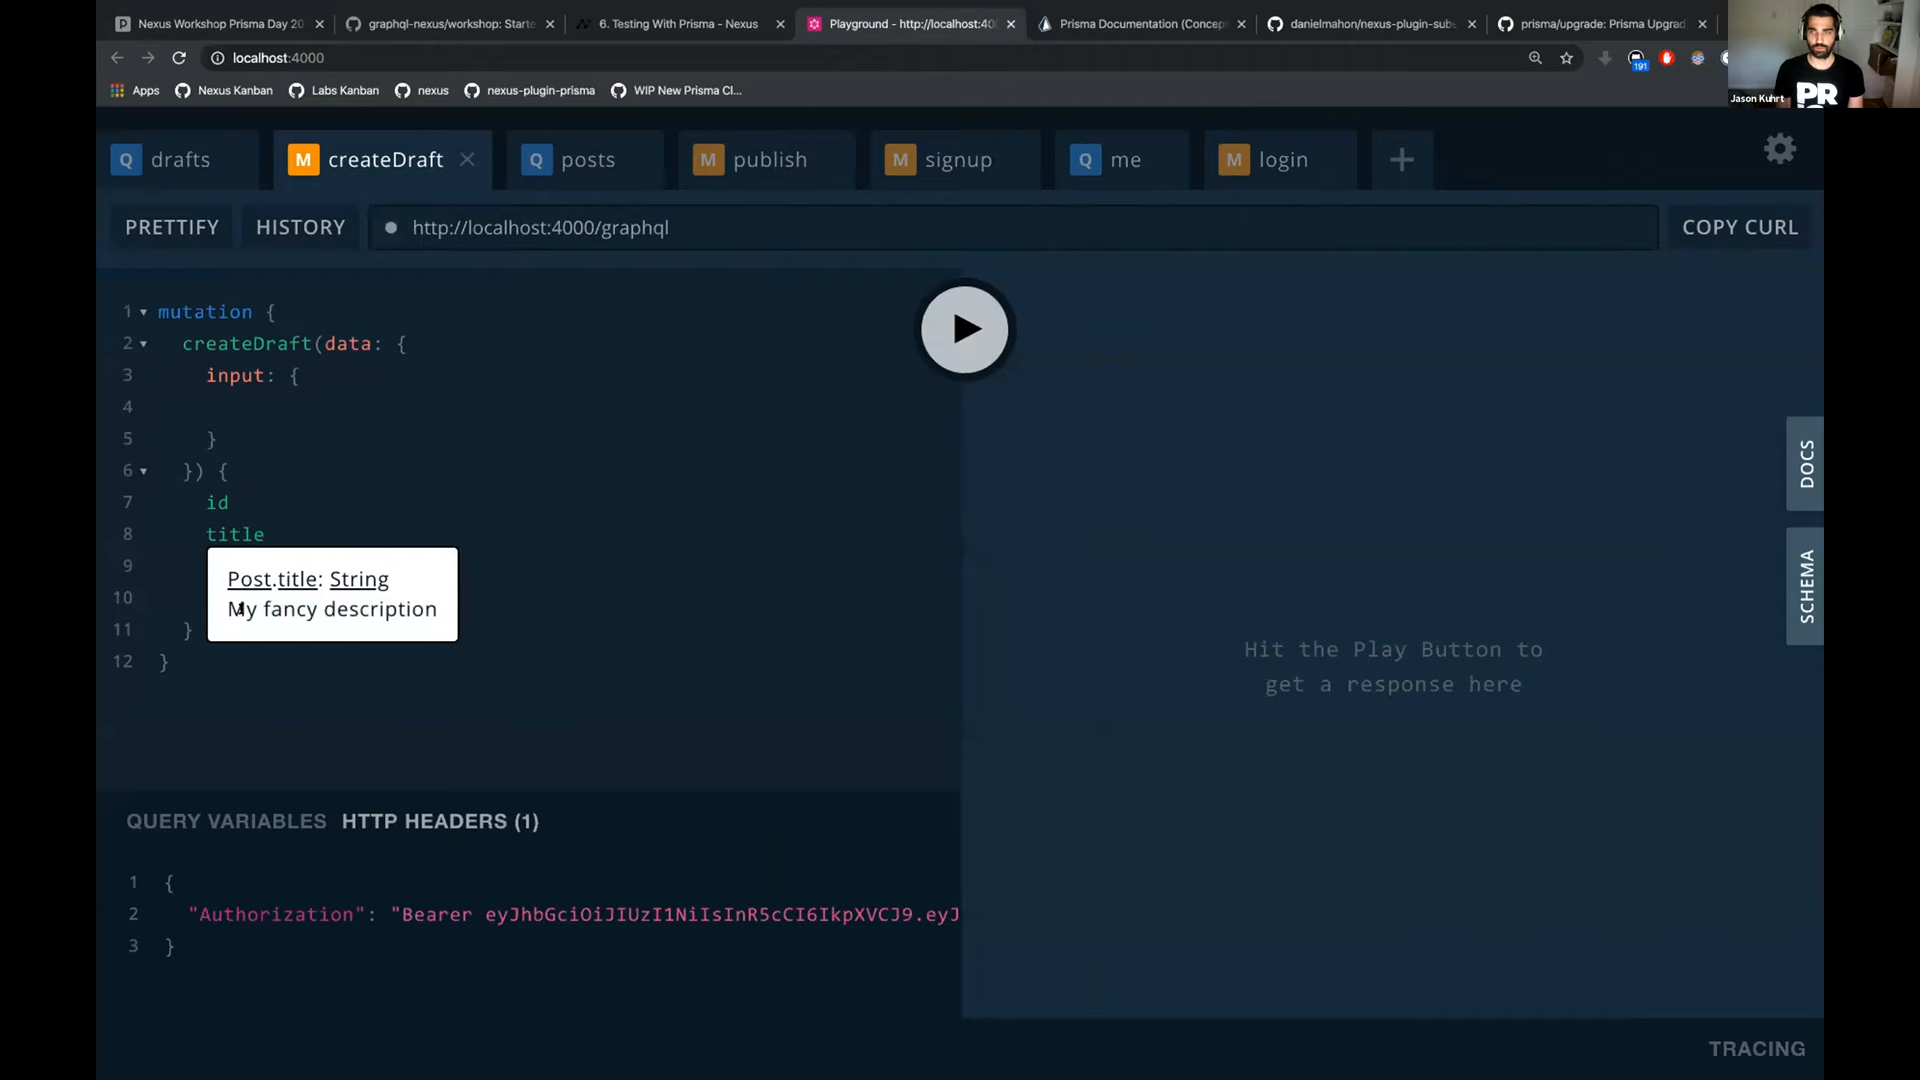 Nexus Workshop Prisma Day 20
graphql-nexus/workshop: Starte
6. Testing With Prisma - Nexus
Playground - http://localhost:400
Prisma Documentation (Concept
danielmahon/nexus-plugin-subs
prisma/upgrade: Prisma Upgrad
localhost:4000
191
Apps
Nexus Kanban
Labs Kanban
nexus
nexus-plugin-prisma
WIP New Prisma Cl...
Jason Kuhrt
PR
Q drafts
M createDraft
Q posts
M publish
M signup
Q me
M login
PRETTIFY
HISTORY
http://localhost:4000/graphql
COPY CURL
1 mutation {
2 createDraft(data: {
3 input: {
4
5 }
6 }) {
7 id
8 title
9
10
11 }
12 }
Post.title: String
My fancy description
Hit the Play Button to
get a response here
DOCS
SCHEMA
QUERY VARIABLES
HTTP HEADERS (1)
1 {
2 "Authorization": "Bearer eyJhbGciOiJIUzI1NiIsInR5cCI6IkpXVCJ9.eyJ
3 }
TRACING